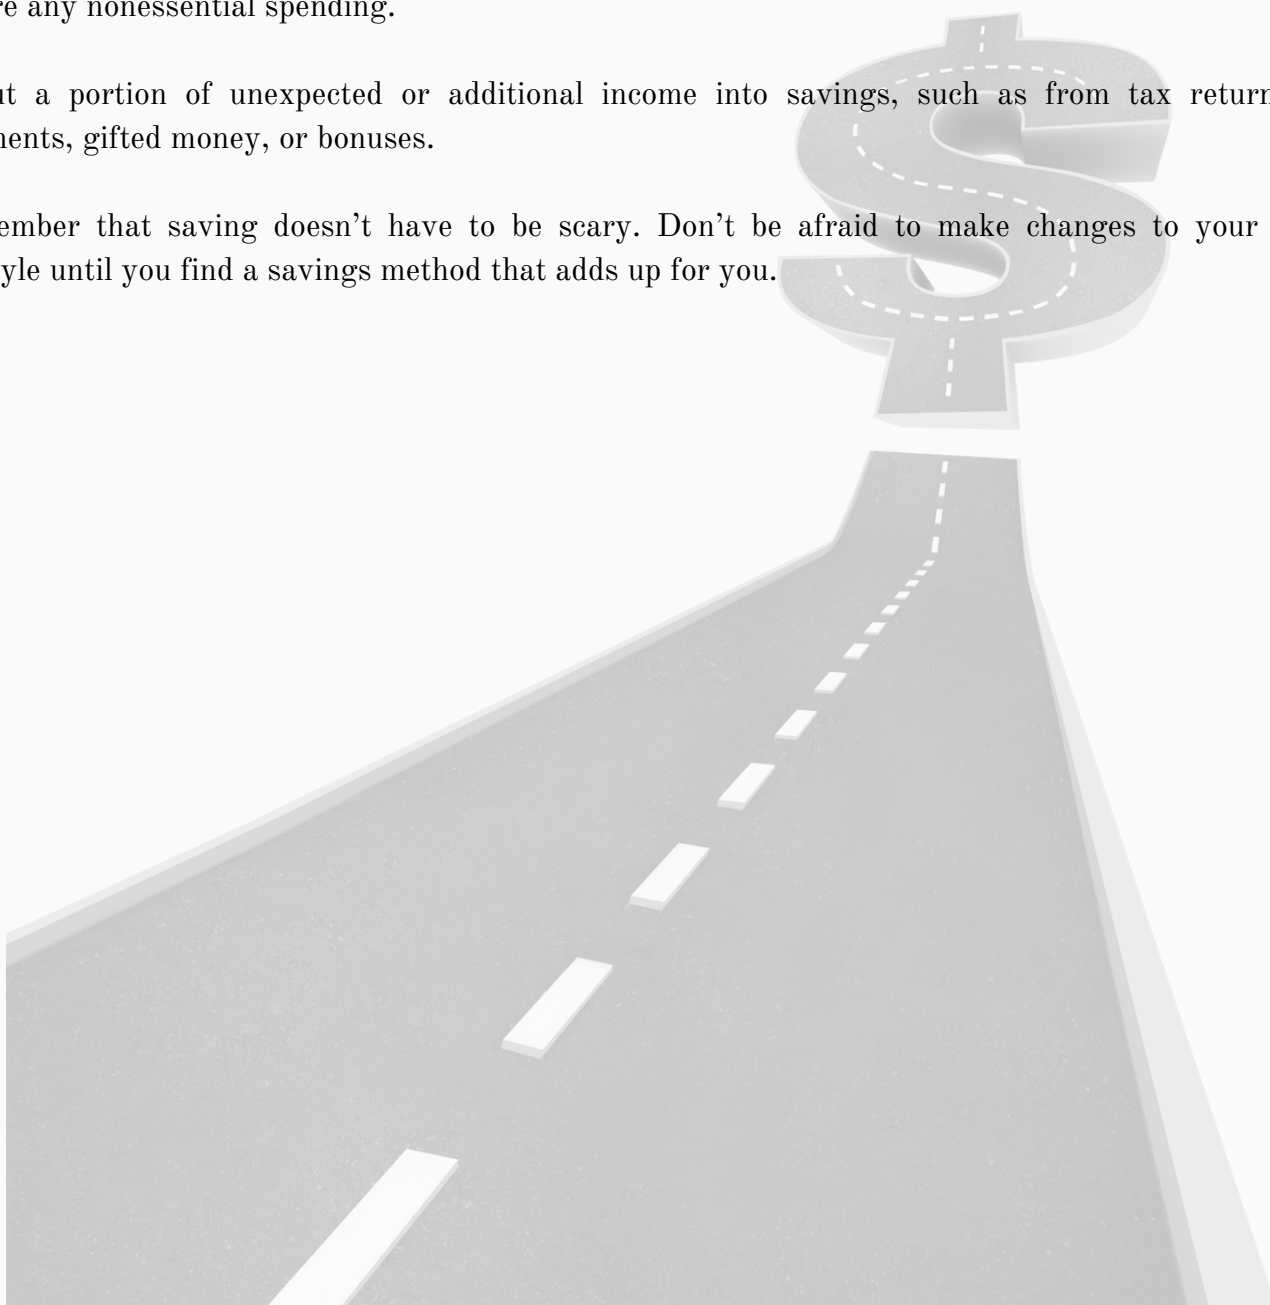 re any nonessential spending.
ut a portion of unexpected or additional income into savings, such as from tax return
nents, gifted money, or bonuses.
ember that saving doesn't have to be scary. Don't be afraid to make changes to your
yle until you find a savings method that adds up for you.